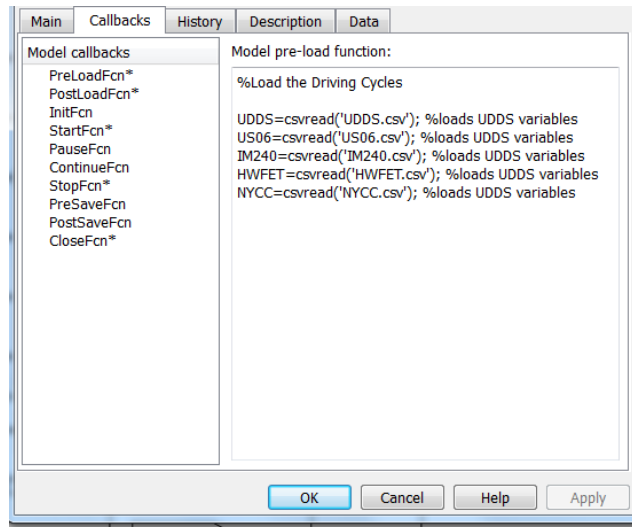 Main Callbacks History Description Data
Model callbacks
PreLoadFcn*
PostLoadFcn*
InitFcn
StartFcn*
PauseFcn
ContinueFcn
StopFcn*
PreSaveFcn
PostSaveFcn
CloseFcn*
Model pre-load function:
%Load the Driving Cycles
UDDS=csvread('UDDS.csv'); %loads UDDS variables
US06=csvread('US06.csv'); %loads UDDS variables
IM240=csvread('IM240.csv'); %loads UDDS variables
HWFET=csvread('HWFET.csv'); %loads UDDS variables
NYCC=csvread('NYCC.csv'); %loads UDDS variables
OK Cancel Help Apply